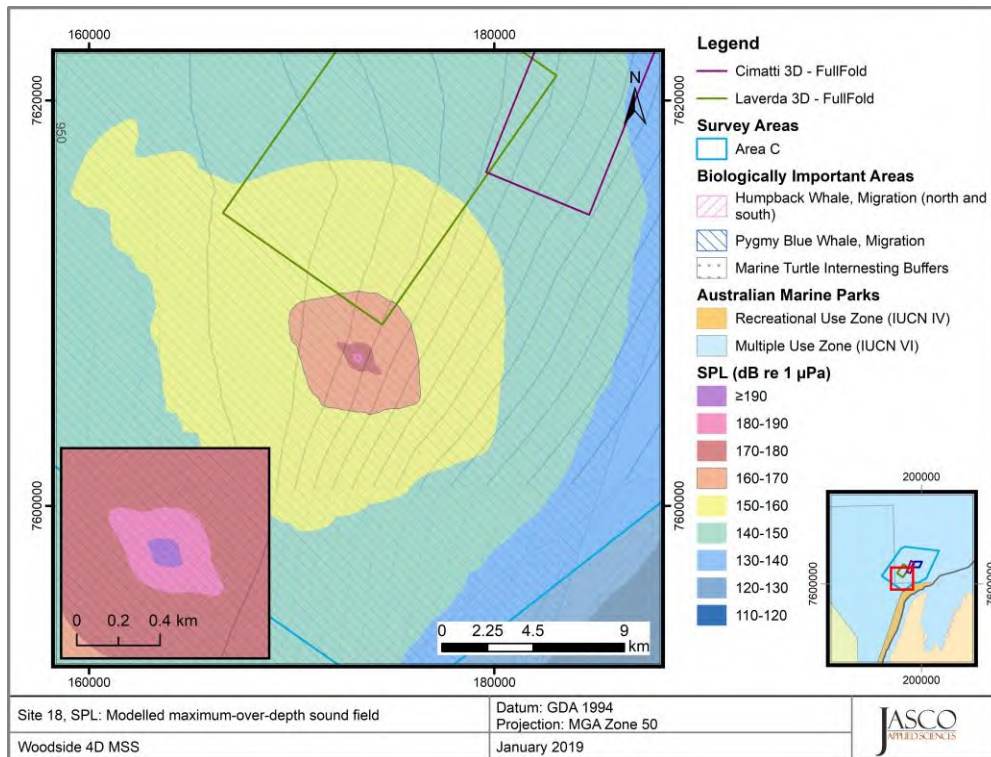 160000
180000
7620000
7620000
7600000
7600000
160000
180000
950
N
0 0.2 0.4 km
0 2.25 4.5 9
km
Legend
Cimatti 3D - FullFold
Laverda 3D - FullFold
Survey Areas
Area C
Biologically Important Areas
Humpback Whale, Migration (north and
south)
Pygmy Blue Whale, Migration
Marine Turtle Internesting Buffers
Australian Marine Parks
Recreational Use Zone (IUCN IV)
Multiple Use Zone (IUCN VI)
SPL (dB re 1 µPa)
≥190
180-190
170-180
160-170
150-160
140-150
130-140
120-130
110-120
200000
7600000
7600000
200000
Site 18, SPL: Modelled maximum-over-depth sound field
Datum: GDA 1994
Projection: MGA Zone 50
Woodside 4D MSS
January 2019
JASCO
APPLIED SCIENCES